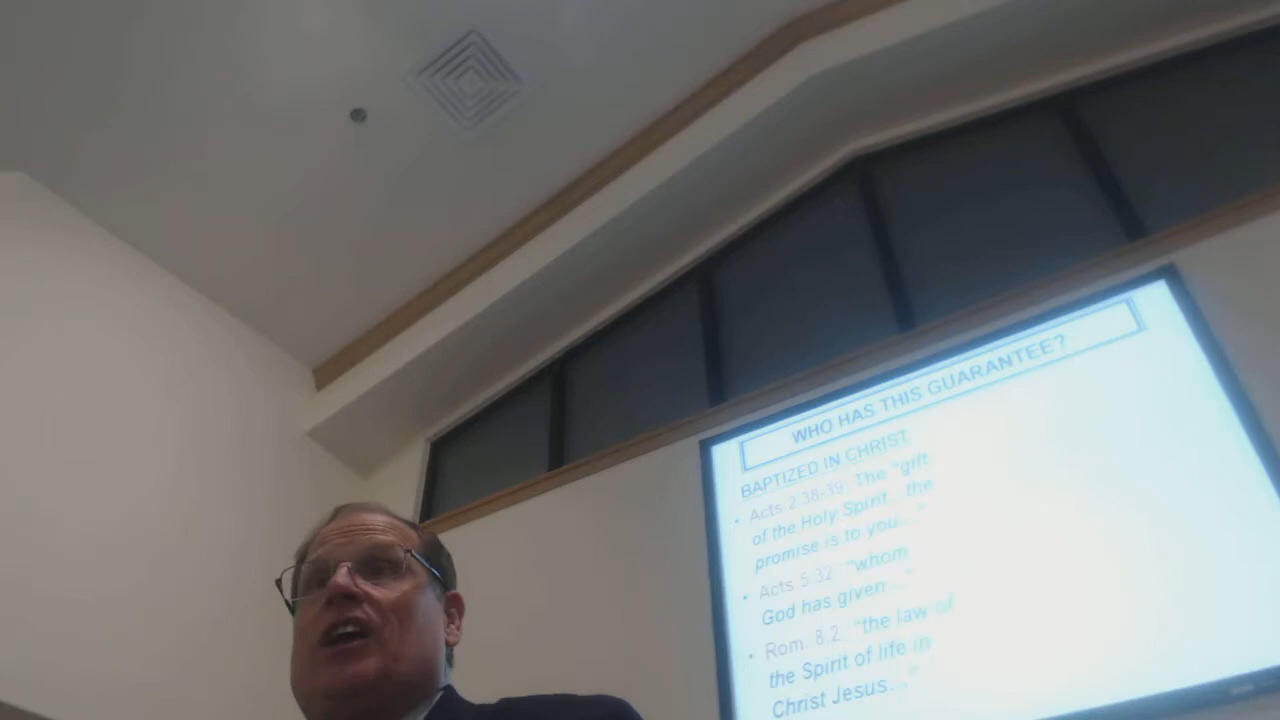 WHO HAS THIS GUARANTEE?
BAPTIZED IN CHRIST
• Acts 2:38-39. The "gift
of the Holy Spirit...the
promise is to you..."
• Acts 5:32. "whom
God has given..."
• Rom. 8:2. "the law of
the Spirit of life in
Christ Jesus..."